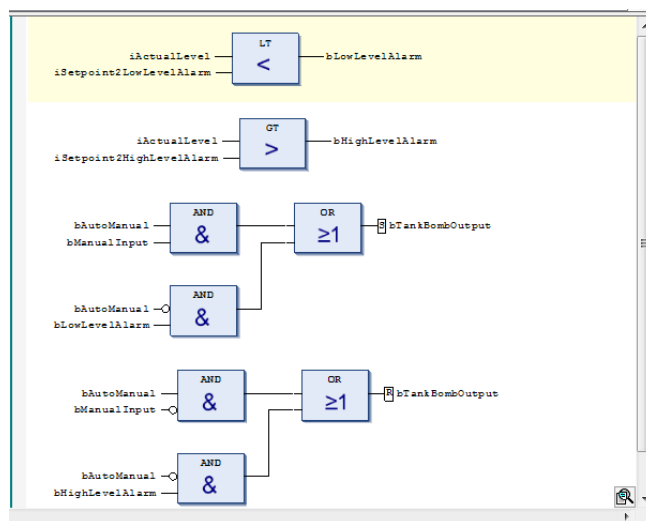 LT
iActualLevel
<
bLowLevelAlarm
iSetpoint2LowLevelAlarm
GT
iActualLevel
>
bHighLevelAlarm
iSetpoint2HighLevelAlarm
AND
OR
bAutoManual
&
≥1
S
bTankBombOutput
bManualInput
AND
bAutoManual
&
bLowLevelAlarm
AND
OR
bAutoManual
&
≥1
R
bTankBombOutput
bManualInput
AND
bAutoManual
&
bHighLevelAlarm